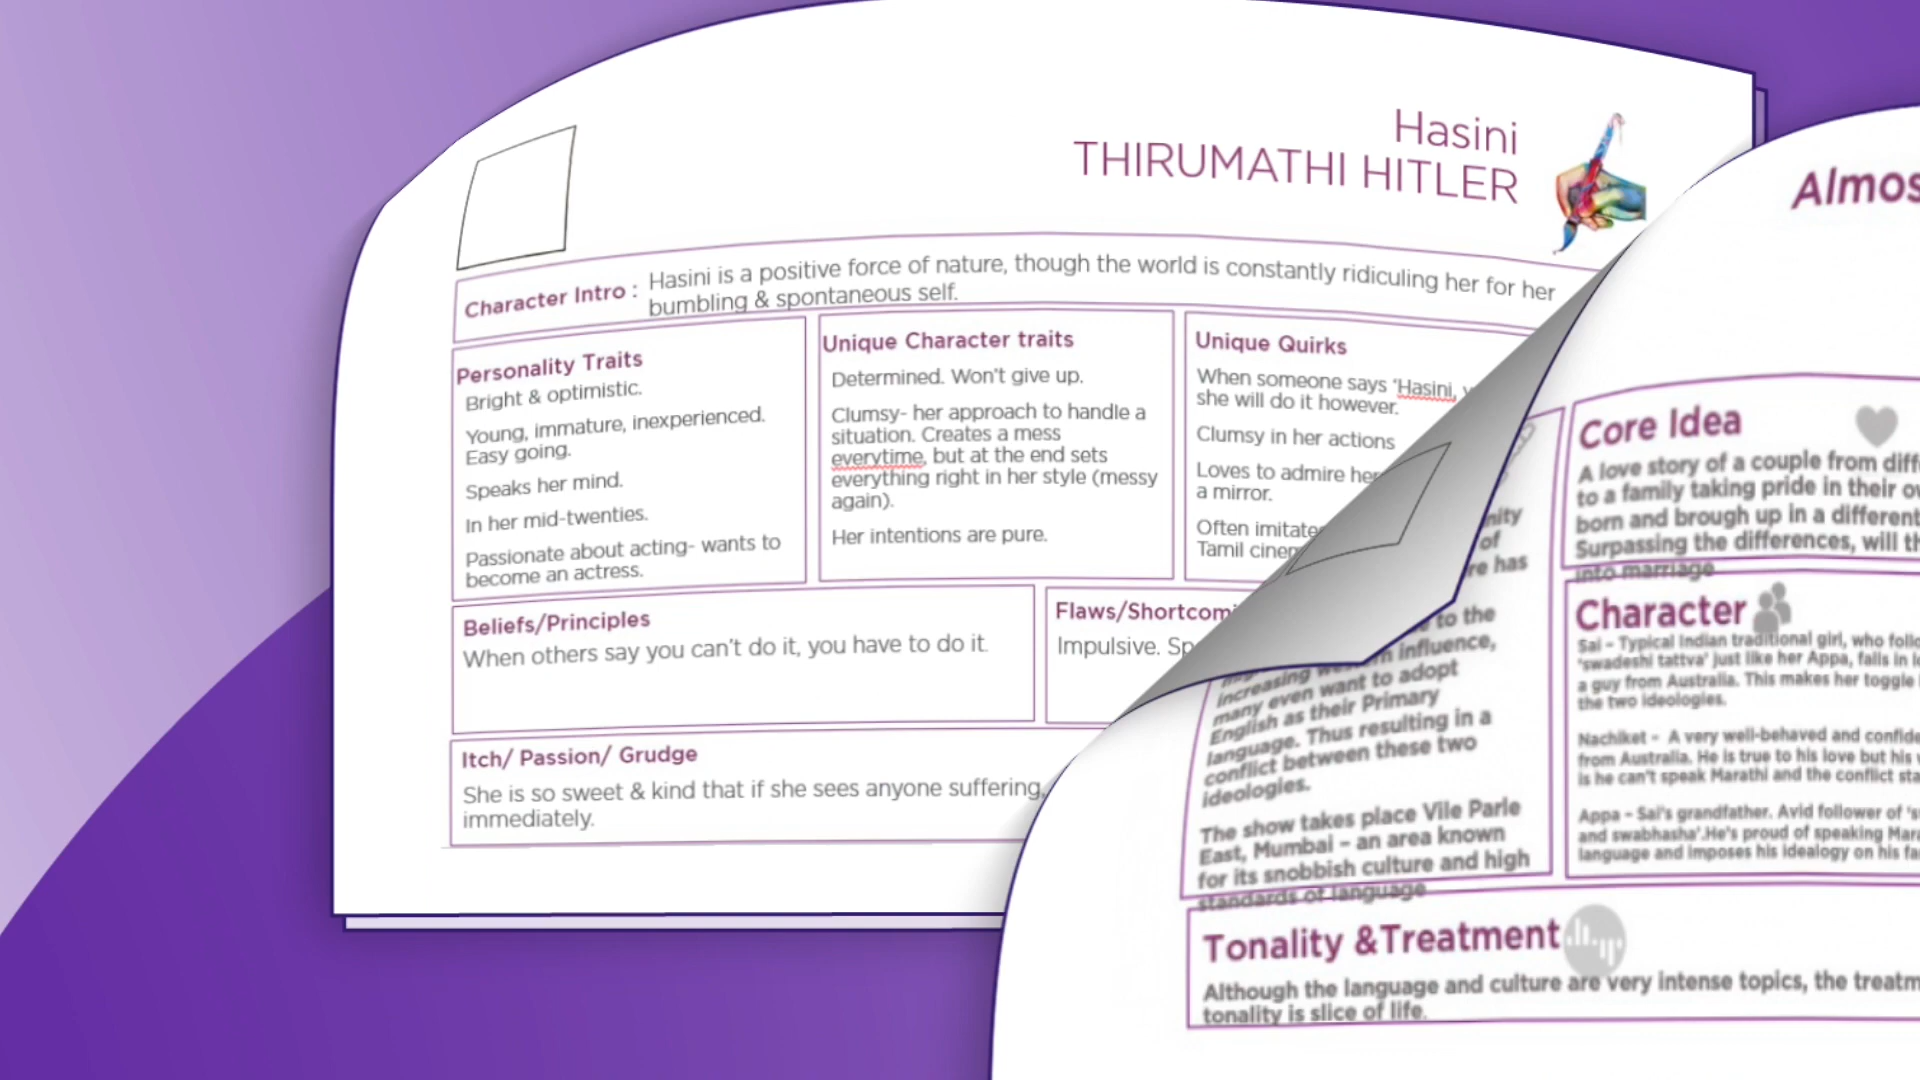 Hasini
THIRUMATHI HITLER
Character Intro :
Hasini is a positive force of nature, though the world is constantly ridiculing her for her
bumbling & spontaneous self.
Personality Traits
Bright & optimistic.
Young, immature, inexperienced.
Easy going.
Speaks her mind.
In her mid-twenties.
Passionate about acting- wants to
become an actress.
Unique Character traits
Determined. Won't give up.
Clumsy- her approach to handle a
situation. Creates a mess
everytime, but at the end sets
everything right in her style (messy
again).
Her intentions are pure.
Unique Quirks
When someone says 'Hasini,
she will do it however.
Clumsy in her actions
Loves to admire her
a mirror.
Often imitate
Tamil
Beliefs/Principles
When others say you can't do it, you have to do it.
Flaws/Shortcomi
Impulsive. Sp
Itch/ Passion/ Grudge
She is so sweet & kind that if she sees anyone suffering,
immediately.
Almos
of
has
to the
influence,
increasing
many even want to adopt
English as their Primary
language. Thus resulting in a
conflict between these two
ideologies.
The show takes place Vile Parle
East, Mumbai – an area known
for its snobbish culture and high
standards of language
Core Idea
A love story of a couple from diff
to a family taking pride in their
born and brough up in a different
Surpassing the differences, will
into marriage
Character
Sai – Typical Indian traditional girl, who
'swadeshi tattva' just like her Appa, falls in
a guy from Australia. This makes her toggle
the two ideologies.
Nachiket – A very well-behaved and
from Australia. He is true to his love but his
is he can't speak Marathi and the conflict
Appa – Sai's grandfather. Avid follower of
and swabhasha'.He's proud of speaking
language and imposes his idealogy on his
Tonality &Treatment
Although the language and culture are very intense topics, the treatm
tonality is slice of life.